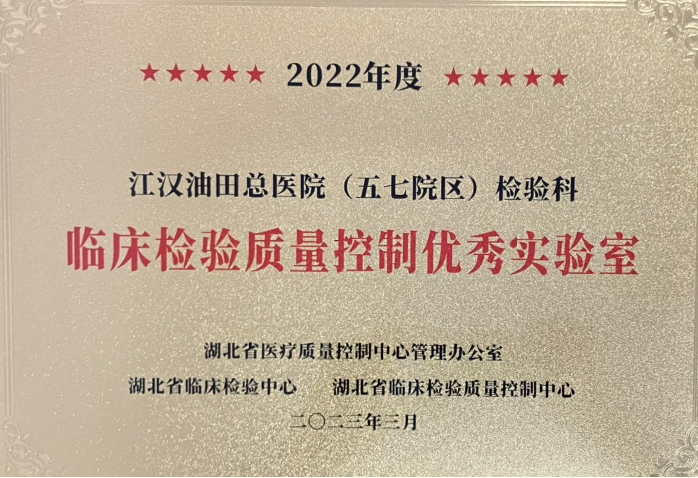 ★★★★★ 2022年度 ★★★★★
江汉油田总医院（五七院区）检验科
临床检验质量控制优秀实验室
湖北省医疗质量控制中心管理办公室
湖北省临床检验中心 湖北省临床检验质量控制中心
二〇二三年三月